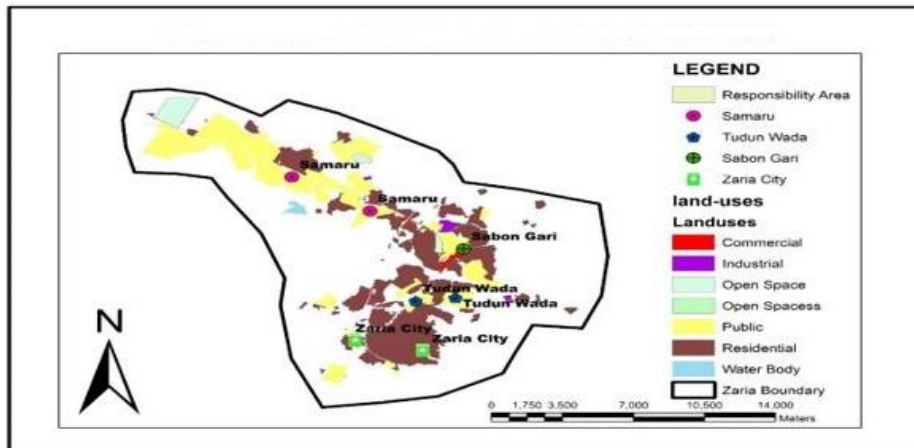 LEGEND
Responsibility Area
Samaru
Tudun Wada
Sabon Gari
Zaria City
land-uses
Landuses
Commercial
Industrial
Open Space
Open Spacess
Public
Residential
Water Body
Zaria Boundary
Samaru
Samaru
Sabon Gari
Tudun Wada
Tudun Wada
Zaria City
Zaria City
N
0 1,750 3,500 7,000 10,500 14,000
Meters